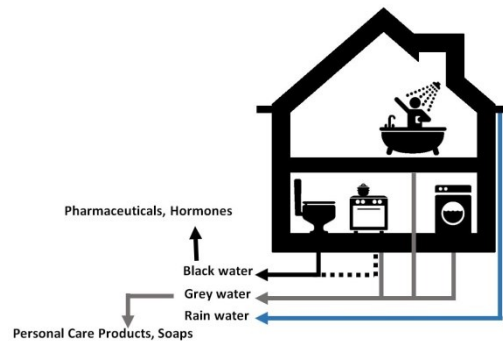 Pharmaceuticals, Hormones
Black water
Grey water
Rain water
Personal Care Products, Soaps